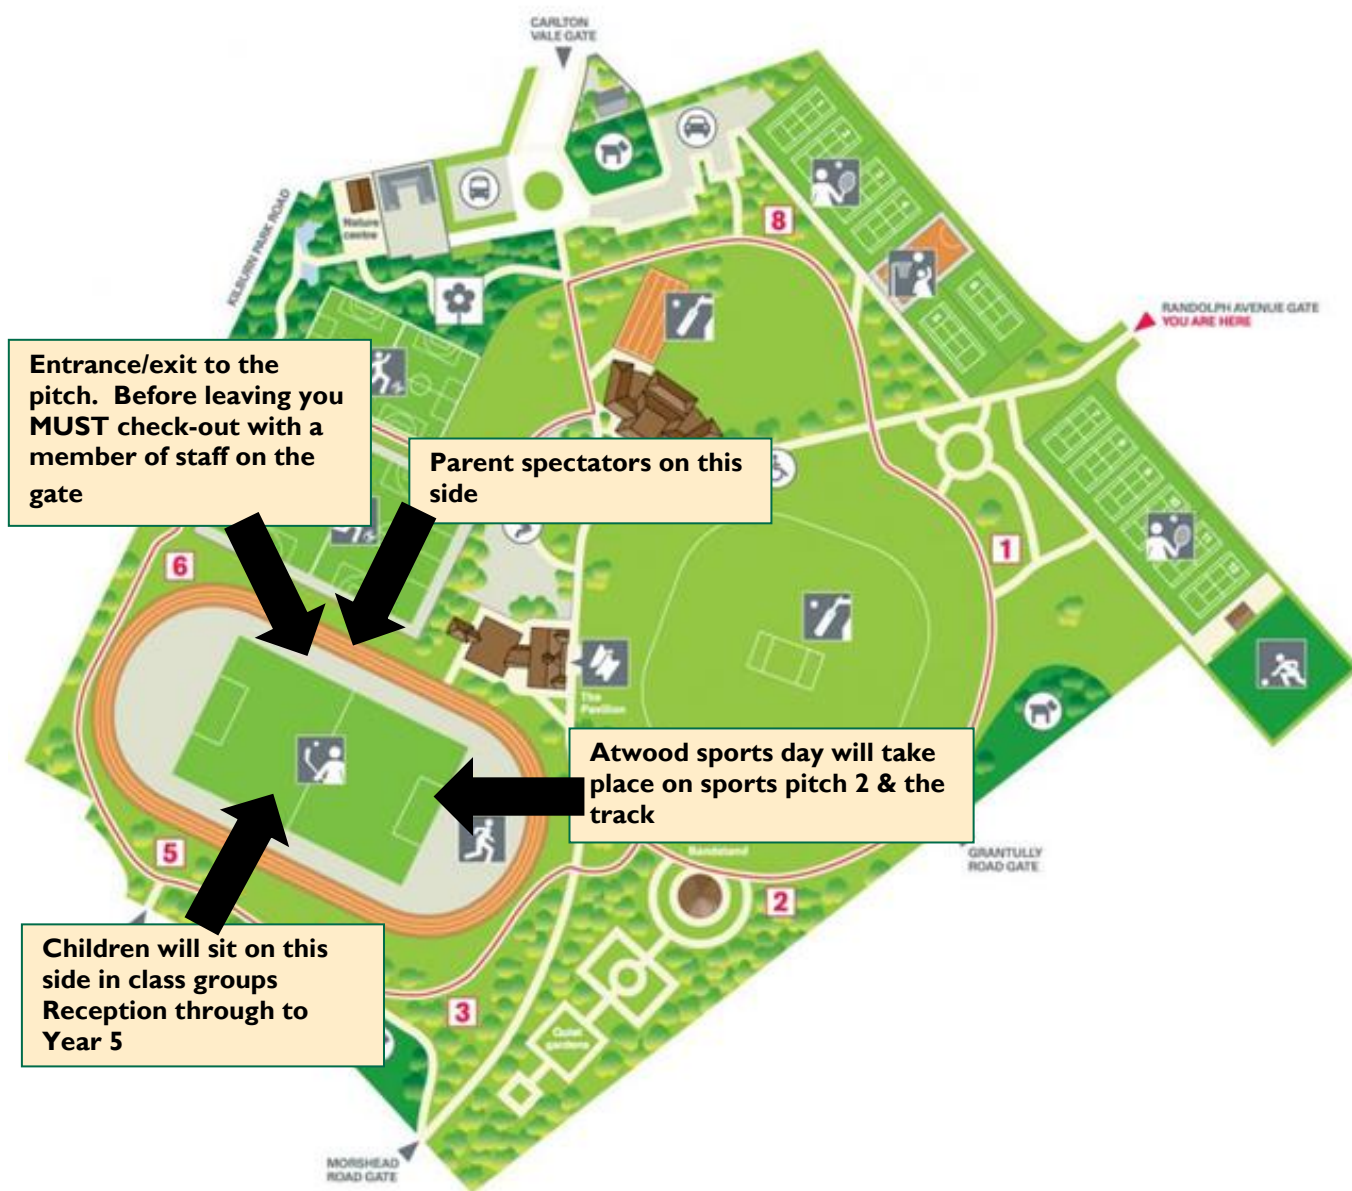 CARLTON
VALE GATE
KILBURN PARK ROAD
Nature
centre
8
RANDOLPH AVENUE GATE
YOU ARE HERE
Entrance/exit to the
pitch. Before leaving you
MUST check-out with a
member of staff on the
gate
Parent spectators on this
side
1
6
The
Pavilion
Atwood sports day will take
place on sports pitch 2 & the
track
Bandstand
GRANTULLY
ROAD GATE
5
2
Children will sit on this
side in class groups
Reception through to
Year 5
3
Quiet
gardens
MORSHEAD
ROAD GATE